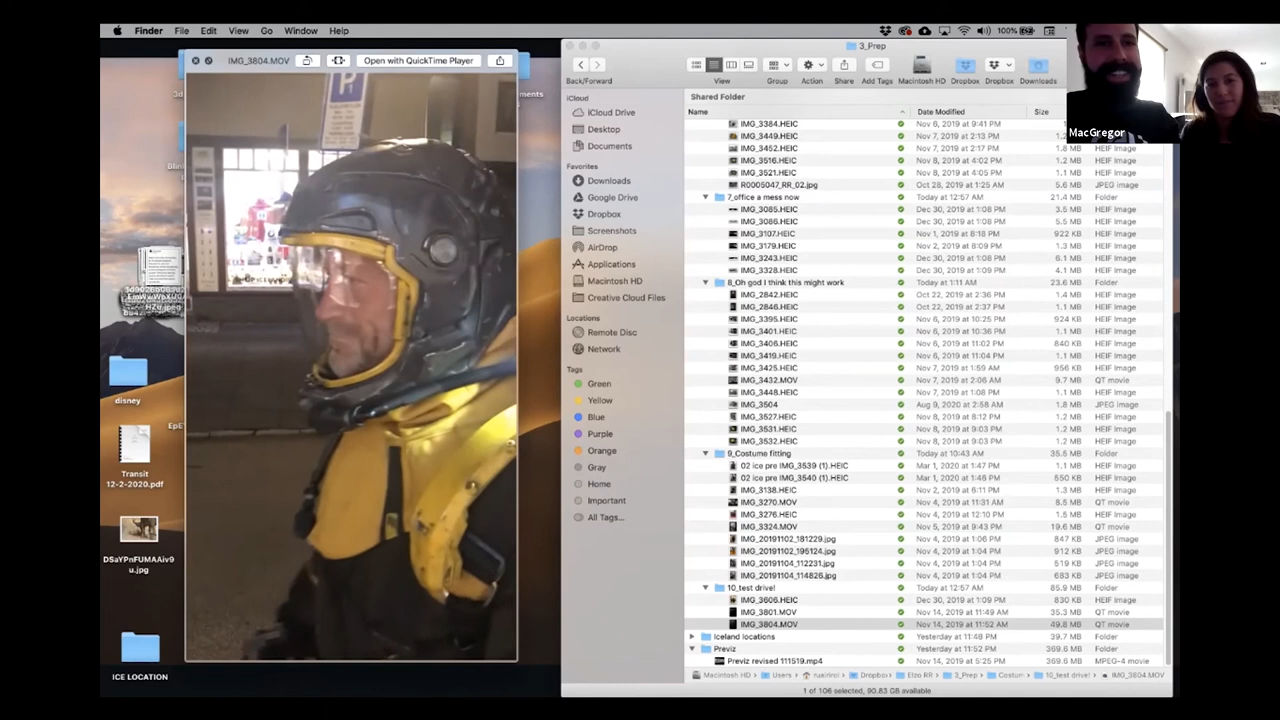 Finder File Edit View Go Window Help
100%
IMG_3804.MOV Open with QuickTime Player
3_Prep
Back/Forward View Group Action Share Add Tags Macintosh HD Dropbox Dropbox Downloads
MacGregor
iCloud
iCloud Drive
Desktop
Documents
Favorites
Downloads
Google Drive
Dropbox
Screenshots
AirDrop
Applications
Macintosh HD
Creative Cloud Files
Locations
Remote Disc
Network
Tags
Green
Yellow
Blue
Purple
Orange
Gray
Home
Important
All Tags...
Shared Folder
Name Date Modified Size
IMG_3384.HEIC Nov 6, 2019 at 9:41 PM 1.2 MB HEIF Image
IMG_3449.HEIC Nov 7, 2019 at 2:13 PM 1.2 MB HEIF Image
IMG_3452.HEIC Nov 7, 2019 at 2:17 PM 1 MB HEIF Image
IMG_3516.HEIC Nov 8, 2019 at 4:02 PM 1.1 MB HEIF Image
IMG_3521.HEIC Nov 8, 2019 at 4:05 PM 1.1 MB HEIF Image
R0005047_RR_02.jpg Oct 28, 2019 at 1:25 AM 5.6 MB JPEG image
7_office a mess now Today at 12:57 AM 21.4 MB Folder
IMG_3085.HEIC Dec 30, 2019 at 1:08 PM 3.5 MB HEIF Image
IMG_3086.HEIC Dec 30, 2019 at 1:08 PM 5.5 MB HEIF Image
IMG_3107.HEIC Nov 1, 2019 at 8:18 PM 922 KB HEIF Image
IMG_3179.HEIC Nov 2, 2019 at 8:09 PM 1.3 MB HEIF Image
IMG_3243.HEIC Dec 30, 2019 at 1:08 PM 6.1 MB HEIF Image
IMG_3328.HEIC Dec 30, 2019 at 1:09 PM 4.1 MB HEIF Image
8_Oh god I think this might work Today at 1:11 AM 23.6 MB Folder
IMG_2842.HEIC Oct 22, 2019 at 2:36 PM 1.4 MB HEIF Image
IMG_2846.HEIC Oct 22, 2019 at 2:37 PM 1.2 MB HEIF Image
IMG_3395.HEIC Nov 6, 2019 at 10:25 PM 924 KB HEIF Image
IMG_3401.HEIC Nov 6, 2019 at 10:36 PM 1.1 MB HEIF Image
IMG_3406.HEIC Nov 6, 2019 at 11:02 PM 840 KB HEIF Image
IMG_3419.HEIC Nov 6, 2019 at 11:04 PM 1.1 MB HEIF Image
IMG_3425.HEIC Nov 7, 2019 at 1:59 AM 956 KB HEIF Image
IMG_3432.MOV Nov 7, 2019 at 2:06 AM 9.7 MB QT movie
IMG_3448.HEIC Nov 7, 2019 at 1:08 PM 1.2 MB HEIF Image
IMG_3504 Aug 9, 2020 at 2:58 AM 1.8 MB JPEG image
IMG_3527.HEIC Nov 8, 2019 at 8:12 PM 1.2 MB HEIF Image
IMG_3531.HEIC Nov 8, 2019 at 9:03 PM 1.1 MB HEIF Image
IMG_3532.HEIC Nov 8, 2019 at 9:03 PM 1.2 MB HEIF Image
9_Costume fitting Today at 10:43 AM 35.5 MB Folder
02 ice pre IMG_3539 (1).HEIC Mar 1, 2020 at 1:47 PM 1.1 MB HEIF Image
02 ice pre IMG_3540 (1).HEIC Mar 1, 2020 at 1:46 PM 550 KB HEIF Image
IMG_3138.HEIC Nov 2, 2019 at 6:11 PM 1.3 MB HEIF Image
IMG_3270.MOV Nov 4, 2019 at 11:31 AM 8.5 MB QT movie
IMG_3276.HEIC Nov 4, 2019 at 12:10 PM 1.5 MB HEIF Image
IMG_3324.MOV Nov 5, 2019 at 9:43 PM 19.6 MB QT movie
IMG_20191102_181229.jpg Nov 4, 2019 at 1:06 PM 847 KB JPEG image
IMG_20191102_195124.jpg Nov 4, 2019 at 1:04 PM 912 KB JPEG image
IMG_20191104_112231.jpg Nov 4, 2019 at 1:04 PM 519 KB JPEG image
IMG_20191104_114826.jpg Nov 4, 2019 at 1:04 PM 683 KB JPEG image
10_test drive! Today at 12:57 AM 85.9 MB Folder
IMG_3606.HEIC Dec 30, 2019 at 1:09 PM 830 KB HEIF Image
IMG_3801.MOV Nov 14, 2019 at 11:49 AM 35.3 MB QT movie
IMG_3804.MOV Nov 14, 2019 at 11:52 AM 49.8 MB QT movie
Iceland locations Yesterday at 11:48 PM 39.7 MB Folder
Previz Yesterday at 11:52 PM 369.6 MB Folder
Previz revised 111519.mp4 Nov 14, 2019 at 5:25 PM 369.6 MB MPEG-4 movie
Macintosh HD Users ruairiroi Dropbo Elzo RR 3_Prep Costum 10_test drive! IMG_3804.MOV
1 of 106 selected, 90.83 GB available
disney
Transit
12-2-2020.pdf
DSaYPnFUMAAiv9
u.jpg
ICE LOCATION